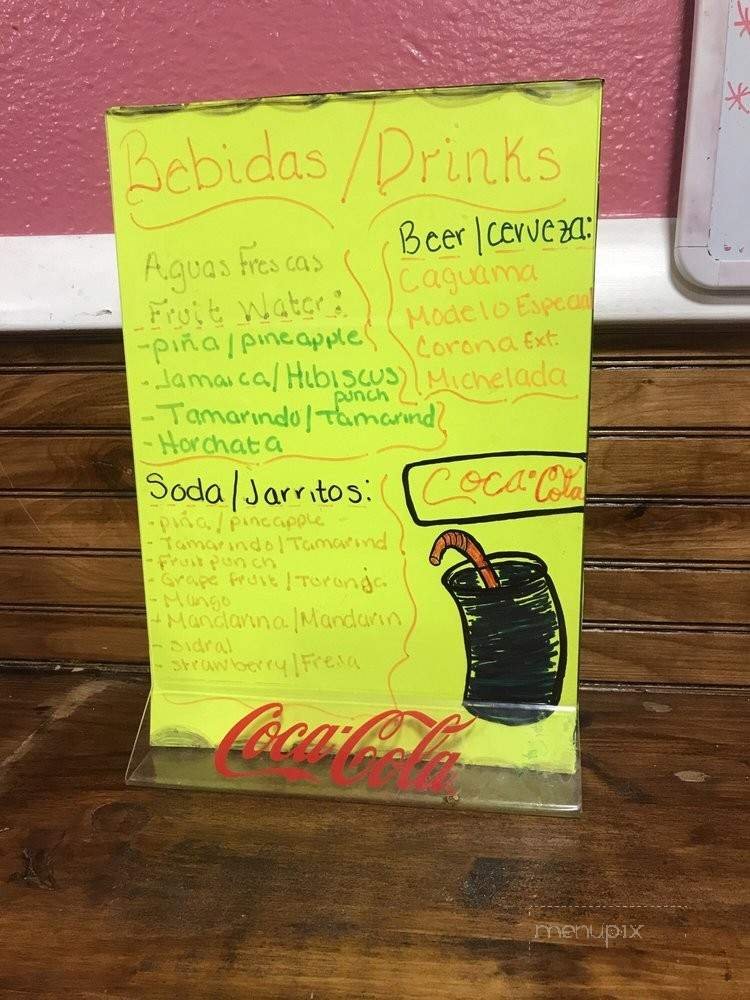 Bebidas/Drinks
Aguas Frescas
Fruit Water:
-piña/pineapple
-Jamaica/Hibiscus
punch
-Tamarindo/Tamarind
-Horchata
Beer/cerveza:
Caguama
Modelo Especial
Corona Ext.
Michelada
Soda/Jarritos:
-piña/pineapple
-Tamarindo/Tamarind
-Fruit punch
-Grape fruit/Toronja
-Mango
-Mandarina/Mandarin
-sidral
-strawberry/Fresa
Coca-Cola
Coca-Cola
menupix